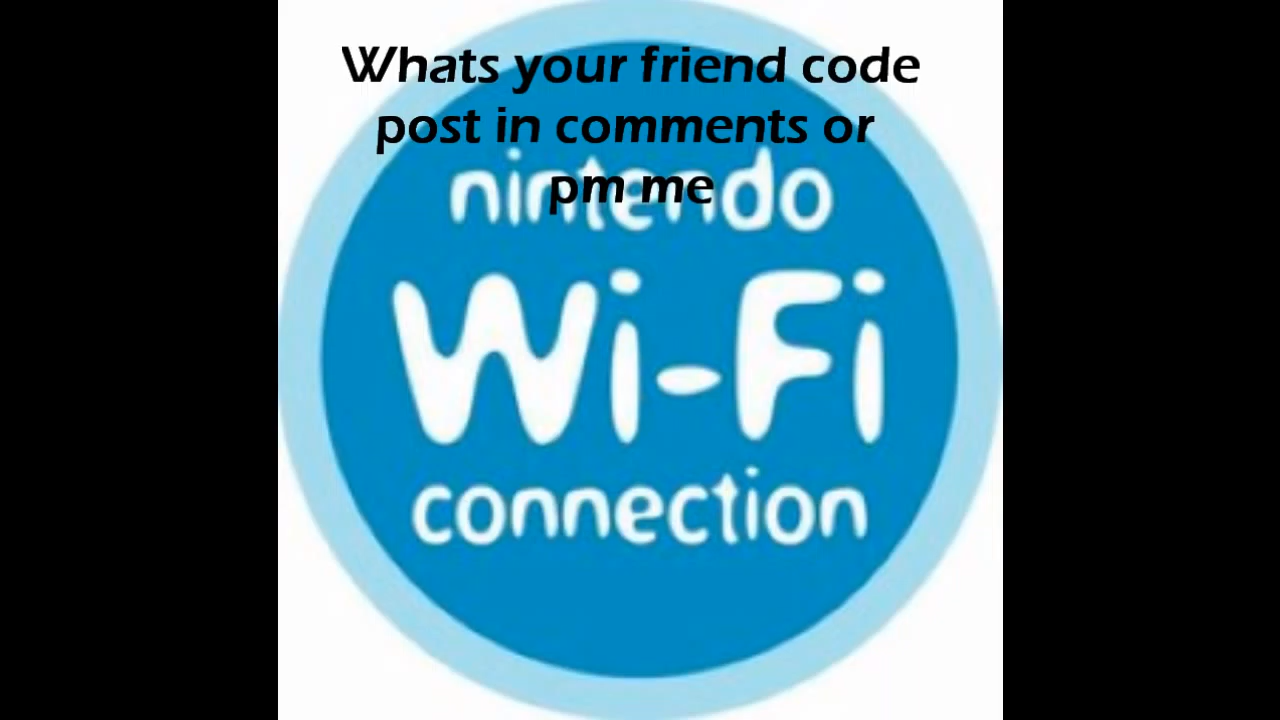 Whats your friend code
post in comments or
pm me
nintendo
Wi-Fi
connection